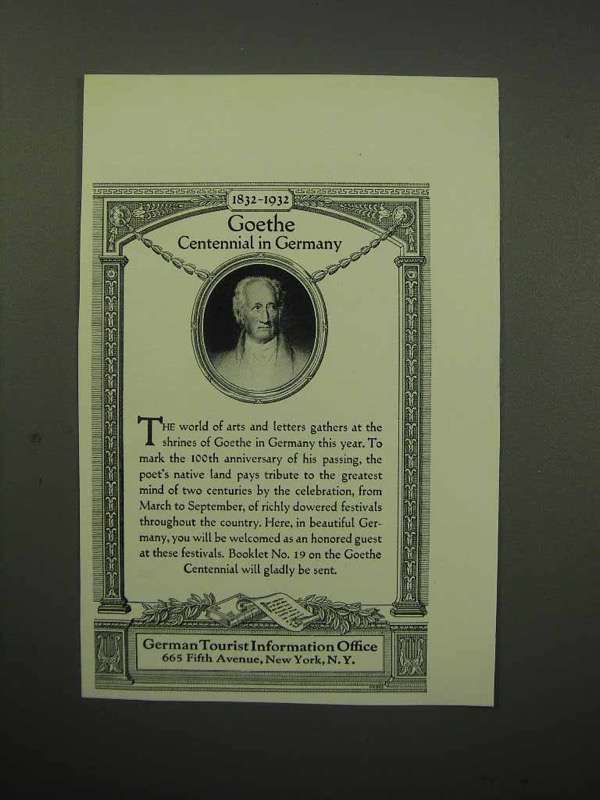 1832-1932
Goethe
Centennial in Germany
THE world of arts and letters gathers at the
shrines of Goethe in Germany this year. To
mark the 100th anniversary of his passing, the
poet's native land pays tribute to the greatest
mind of two centuries by the celebration, from
March to September, of richly dowered festivals
throughout the country. Here, in beautiful Ger-
many, you will be welcomed as an honored guest
at these festivals. Booklet No. 19 on the Goethe
Centennial will gladly be sent.
German Tourist Information Office
665 Fifth Avenue, New York, N. Y.